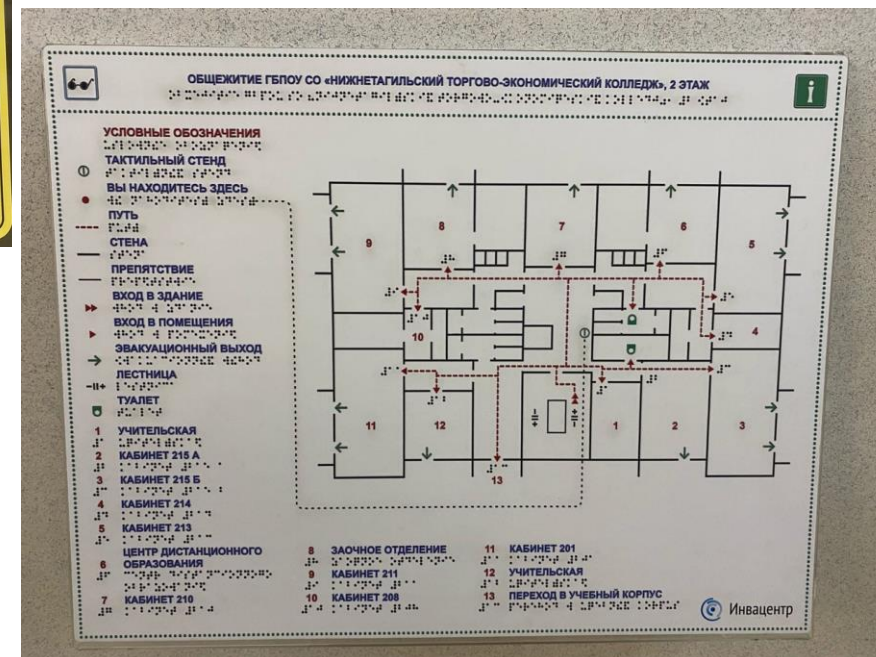 ОБЩЕЖИТИЕ ГБПОУ СО «НИЖНЕТАГИЛЬСКИЙ ТОРГОВО-ЭКОНОМИЧЕСКИЙ КОЛЛЕДЖ», 2 ЭТАЖ
i
УСЛОВНЫЕ ОБОЗНАЧЕНИЯ
ТАКТИЛЬНЫЙ СТЕНД
ВЫ НАХОДИТЕСЬ ЗДЕСЬ
ПУТЬ
СТЕНА
ПРЕПЯТСТВИЕ
ВХОД В ЗДАНИЕ
ВХОД В ПОМЕЩЕНИЯ
ЭВАКУАЦИОННЫЙ ВЫХОД
ЛЕСТНИЦА
ТУАЛЕТ
1 УЧИТЕЛЬСКАЯ
2 КАБИНЕТ 215 А
3 КАБИНЕТ 215 Б
4 КАБИНЕТ 214
5 КАБИНЕТ 213
6 ЦЕНТР ДИСТАНЦИОННОГО
ОБРАЗОВАНИЯ
7 КАБИНЕТ 210
8 ЗАОЧНОЕ ОТДЕЛЕНИЕ
9 КАБИНЕТ 211
10 КАБИНЕТ 208
11 КАБИНЕТ 201
12 УЧИТЕЛЬСКАЯ
13 ПЕРЕХОД В УЧЕБНЫЙ КОРПУС
9
8
7
6
5
10
4
11
12
1
2
3
13
Инвацентр